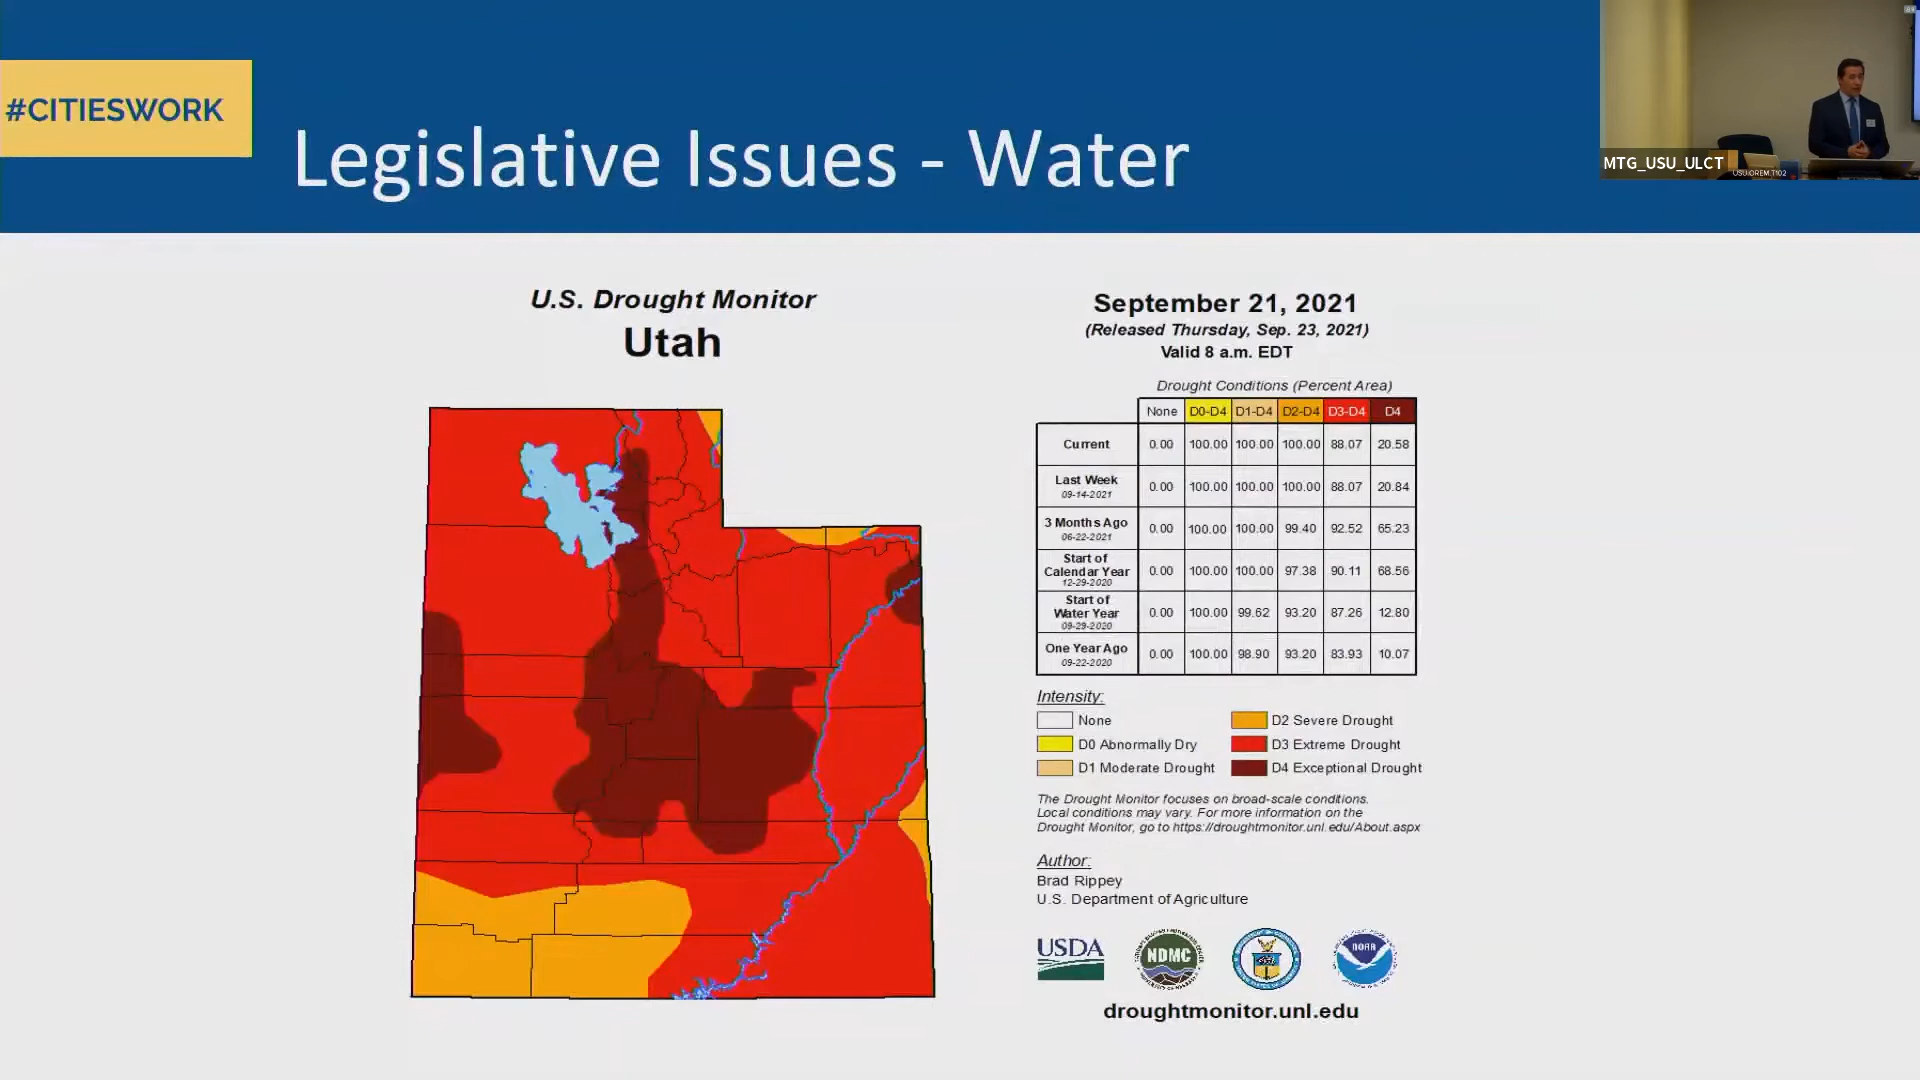 #CITIESWORK
Legislative Issues - Water
MTG_USU_ULCT
USU.OREM.T102
U.S. Drought Monitor
Utah
September 21, 2021
(Released Thursday, Sep. 23, 2021)
Valid 8 a.m. EDT
Drought Conditions (Percent Area)
None D0-D4 D1-D4 D2-D4 D3-D4 D4
Current 0.00 100.00 100.00 100.00 88.07 20.58
Last Week
09-14-2021
0.00 100.00 100.00 100.00 88.07 20.84
3 Months Ago
06-22-2021
0.00 100.00 100.00 99.40 92.52 65.23
Start of
Calendar Year
12-29-2020
0.00 100.00 100.00 97.38 90.11 68.56
Start of
Water Year
09-29-2020
0.00 100.00 99.62 93.20 87.26 12.80
One Year Ago
09-22-2020
0.00 100.00 98.90 93.20 83.93 10.07
Intensity:
None
D0 Abnormally Dry
D1 Moderate Drought
D2 Severe Drought
D3 Extreme Drought
D4 Exceptional Drought
The Drought Monitor focuses on broad-scale conditions.
Local conditions may vary. For more information on the
Drought Monitor, go to https://droughtmonitor.unl.edu/About.aspx
Author:
Brad Rippey
U.S. Department of Agriculture
USDA
NDMC
NOAA
droughtmonitor.unl.edu